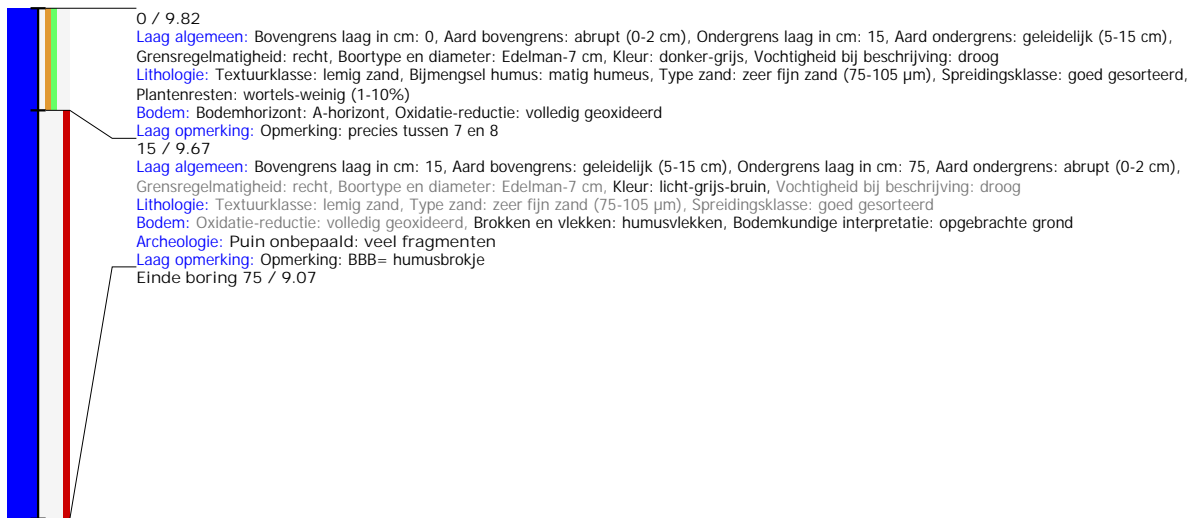 0 / 9.82
Laag algemeen: Bovengrens laag in cm: 0, Aard bovengrens: abrupt (0-2 cm), Ondergrens laag in cm: 15, Aard ondergrens: geleidelijk (5-15 cm),
Grensregelmatigheid: recht, Boortype en diameter: Edelman-7 cm, Kleur: donker-grijs, Vochtigheid bij beschrijving: droog
Lithologie: Textuurklasse: lemig zand, Bijmengsel humus: matig humeus, Type zand: zeer fijn zand (75-105 µm), Spreidingsklasse: goed gesorteerd,
Plantenresten: wortels-weinig (1-10%)
Bodem: Bodemhorizont: A-horizont, Oxidatie-reductie: volledig geoxideerd
Laag opmerking: Opmerking: precies tussen 7 en 8
15 / 9.67
Laag algemeen: Bovengrens laag in cm: 15, Aard bovengrens: geleidelijk (5-15 cm), Ondergrens laag in cm: 75, Aard ondergrens: abrupt (0-2 cm),
Grensregelmatigheid: recht, Boortype en diameter: Edelman-7 cm, Kleur: licht-grijs-bruin, Vochtigheid bij beschrijving: droog
Lithologie: Textuurklasse: lemig zand, Type zand: zeer fijn zand (75-105 µm), Spreidingsklasse: goed gesorteerd
Bodem: Oxidatie-reductie: volledig geoxideerd, Brokken en vlekken: humusvlekken, Bodemkundige interpretatie: opgebrachte grond
Archeologie: Puin onbepaald: veel fragmenten
Laag opmerking: Opmerking: BBB= humusbrokje
Einde boring 75 / 9.07